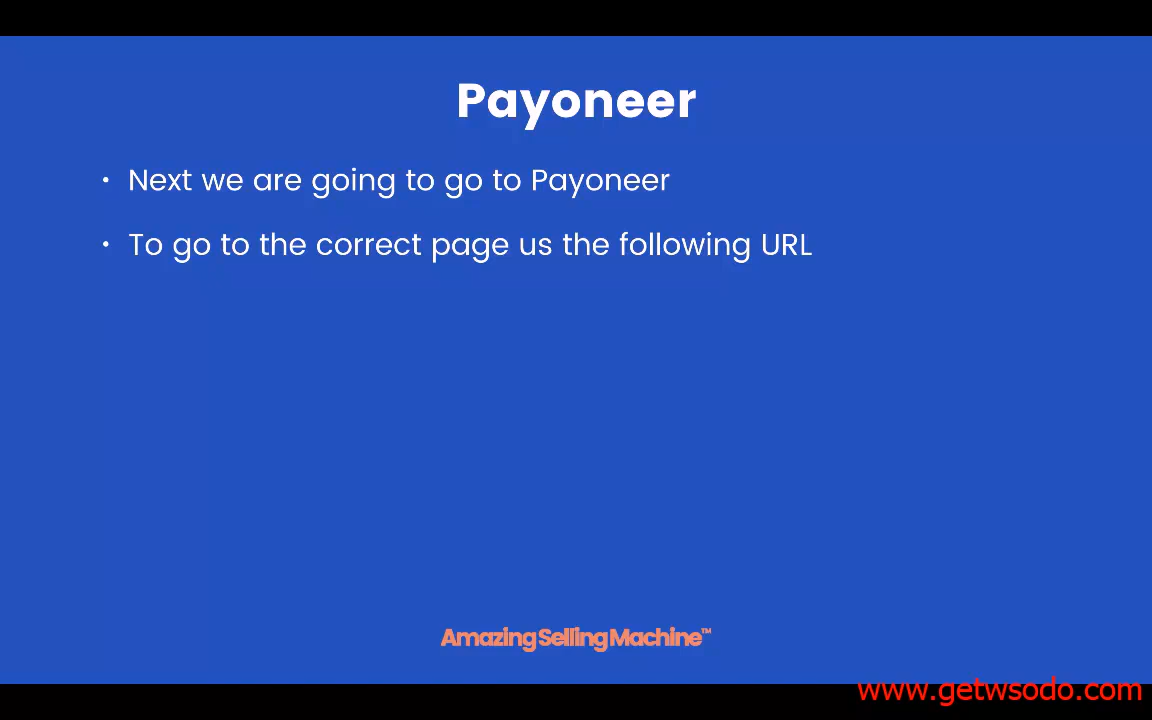 Payoneer
• Next we are going to go to Payoneer
• To go to the correct page us the following URL
Amazing Selling Machine™
www.getwsodo.com